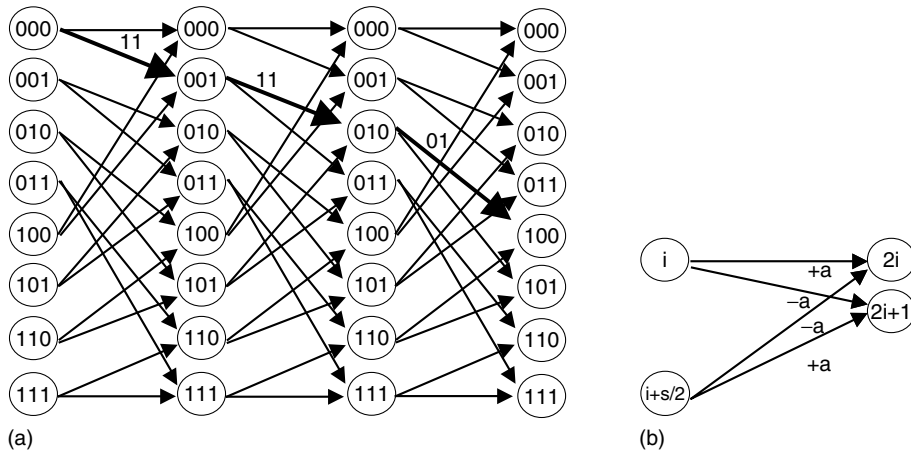 000 000 000 000
11
001 001 001 001
11
010 010 010 010
01
011 011 011 011
100 100 100 100
101 101 101 101
110 110 110 110
111 111 111 111
(a)
i 2i
+a
–a
2i+1
–a
+a
i+s/2
(b)